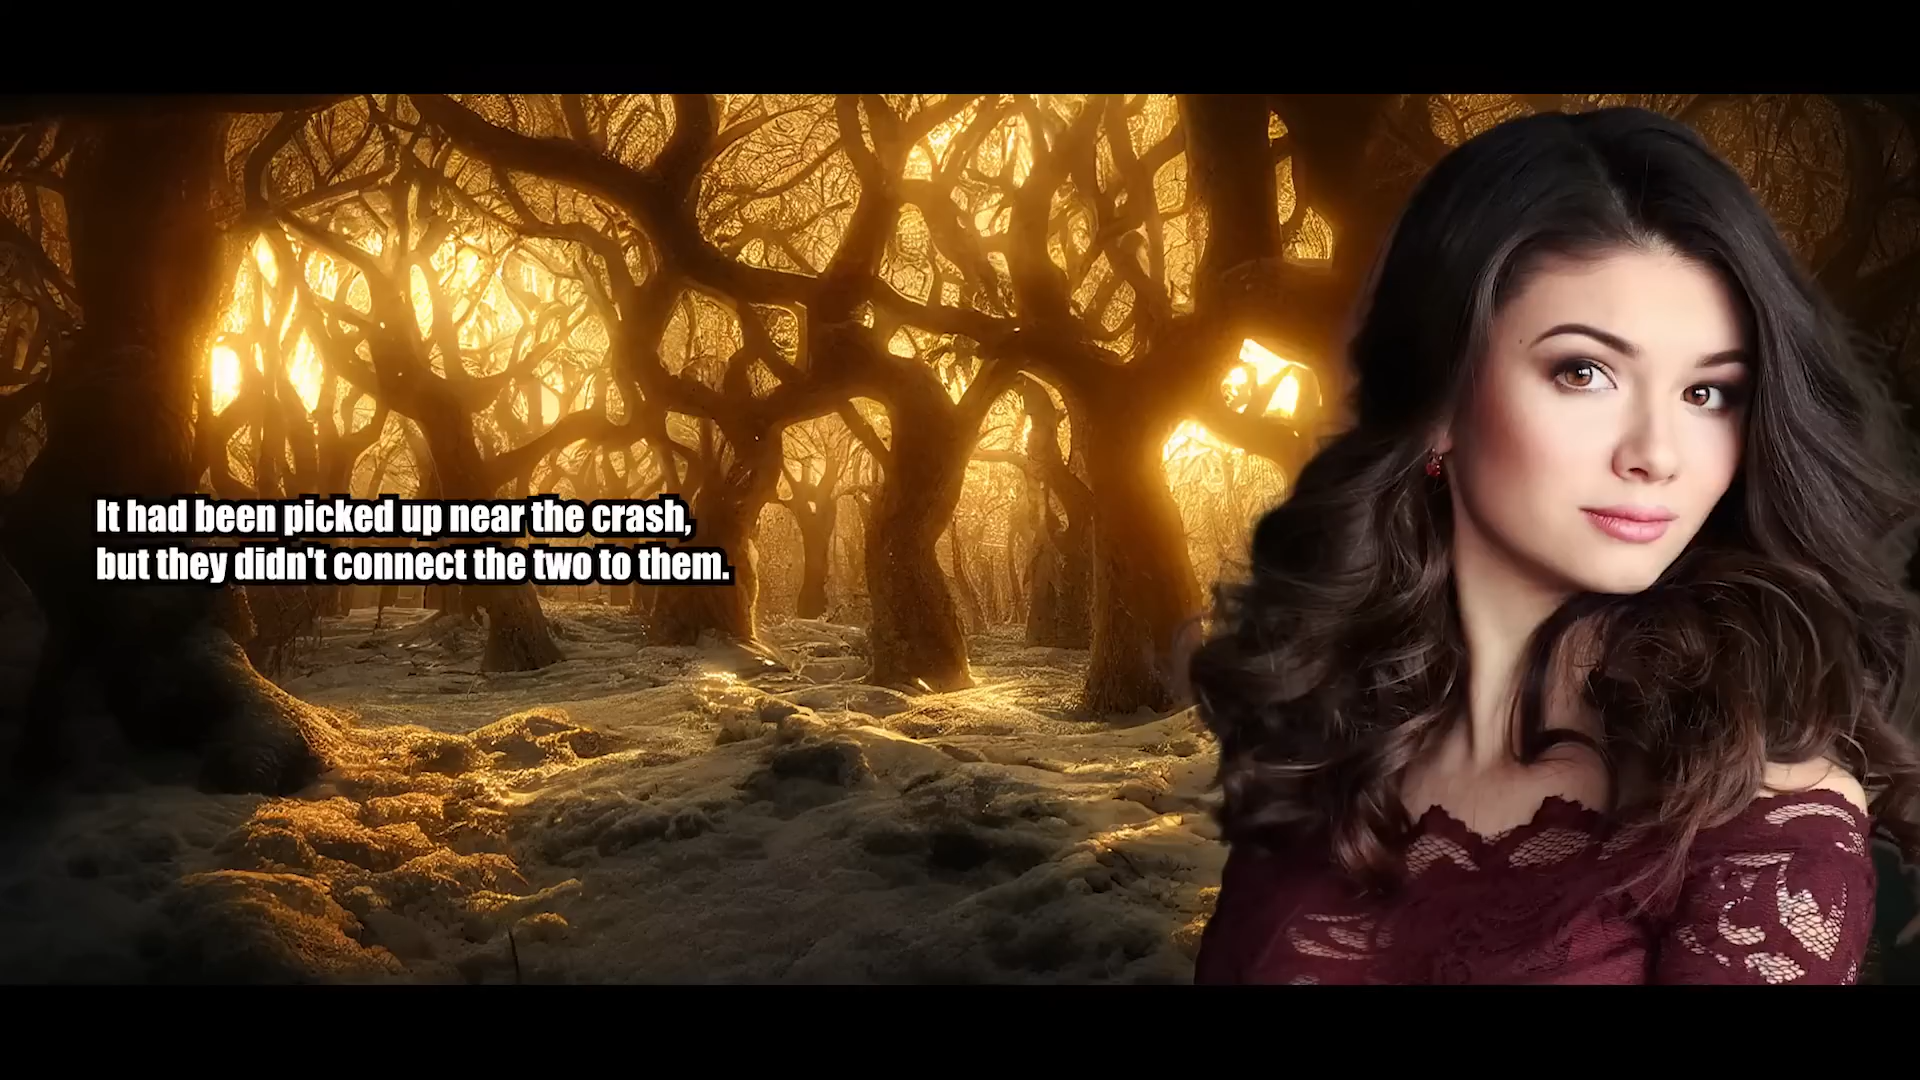 It had been picked up near the crash,
but they didn't connect the two to them.